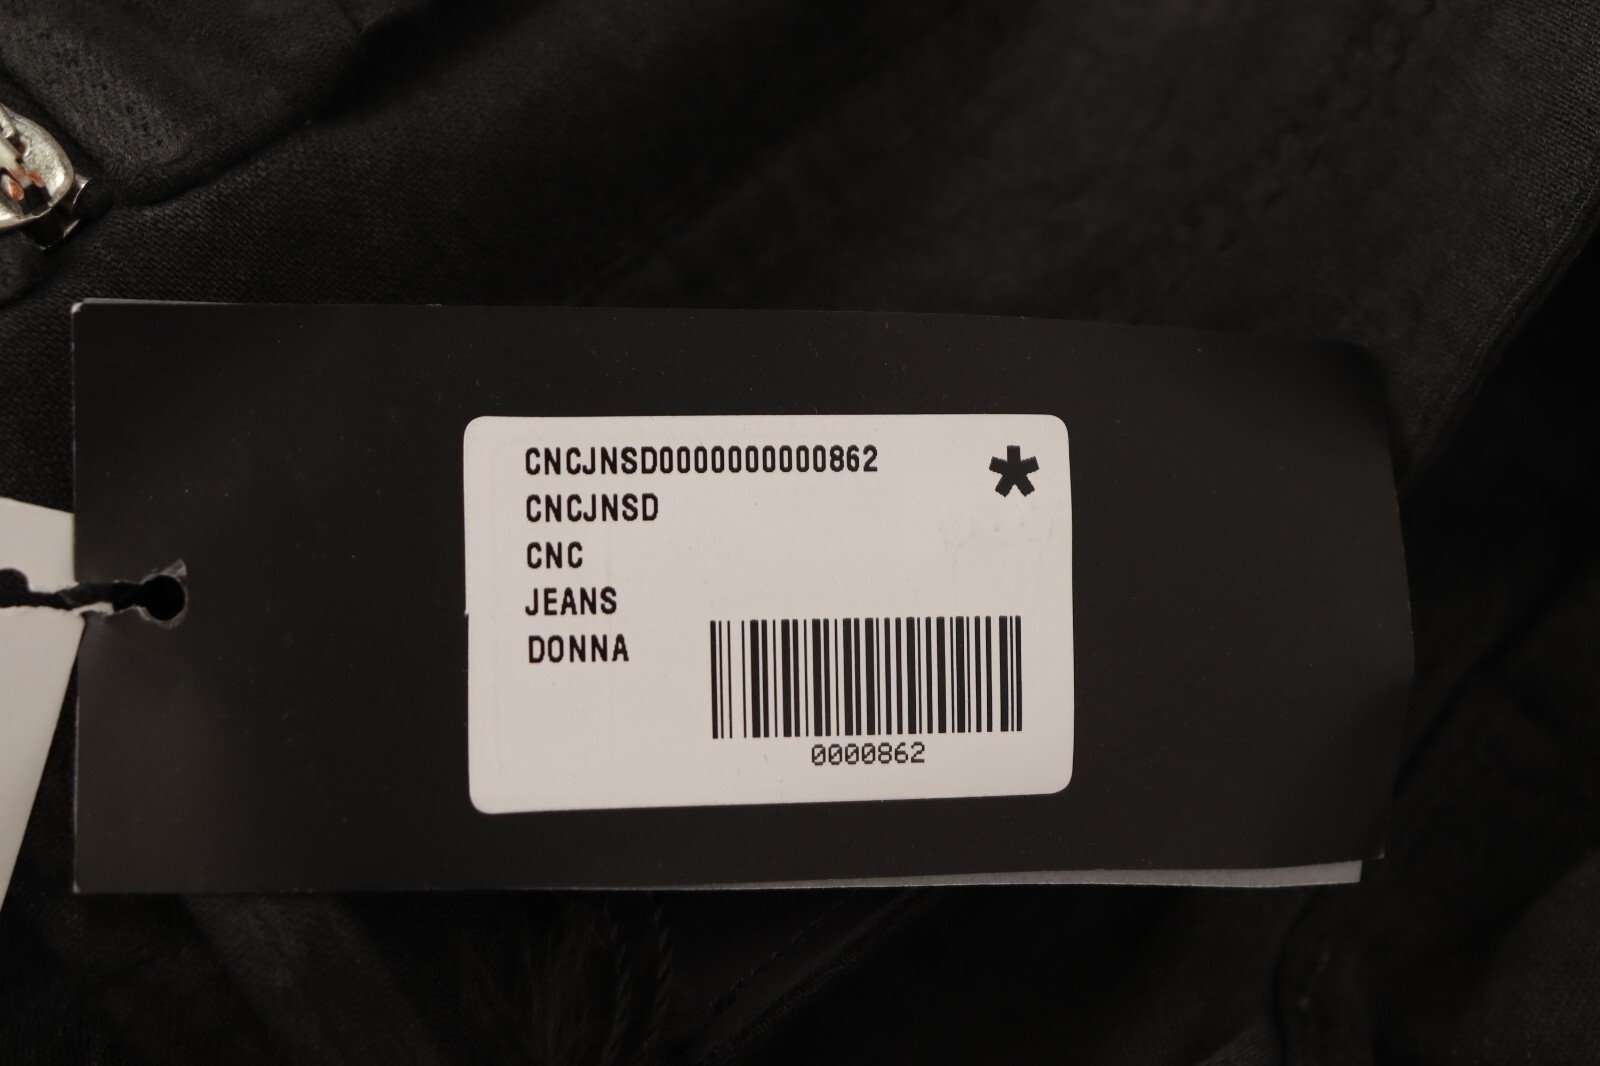 CNCJNSD0000000000862
*
CNCJNSD
CNC
JEANS
DONNA
0000862